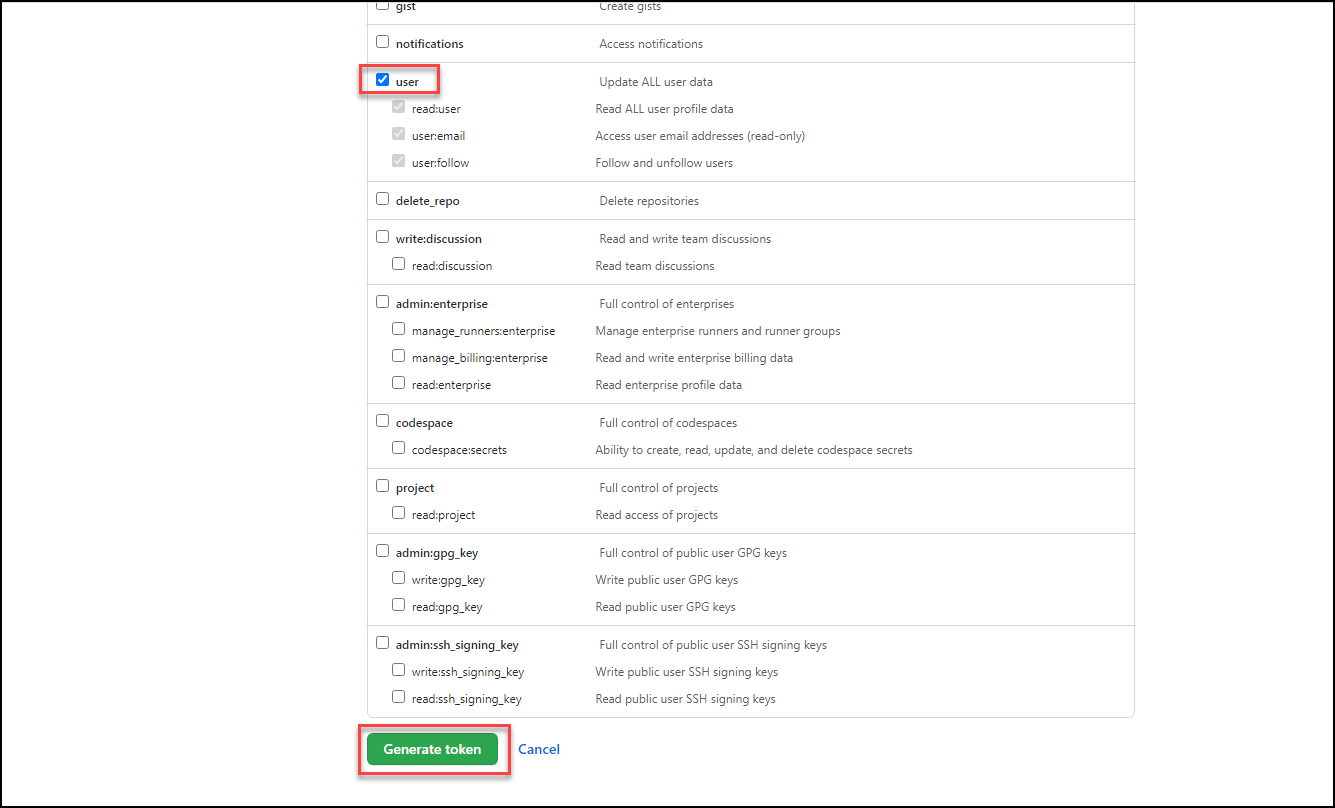 gist Create gists
notifications Access notifications
user Update ALL user data
read:user Read ALL user profile data
user:email Access user email addresses (read-only)
user:follow Follow and unfollow users
delete_repo Delete repositories
write:discussion Read and write team discussions
read:discussion Read team discussions
admin:enterprise Full control of enterprises
manage_runners:enterprise Manage enterprise runners and runner groups
manage_billing:enterprise Read and write enterprise billing data
read:enterprise Read enterprise profile data
codespace Full control of codespaces
codespace:secrets Ability to create, read, update, and delete codespace secrets
project Full control of projects
read:project Read access of projects
admin:gpg_key Full control of public user GPG keys
write:gpg_key Write public user GPG keys
read:gpg_key Read public user GPG keys
admin:ssh_signing_key Full control of public user SSH signing keys
write:ssh_signing_key Write public user SSH signing keys
read:ssh_signing_key Read public user SSH signing keys
Generate token Cancel